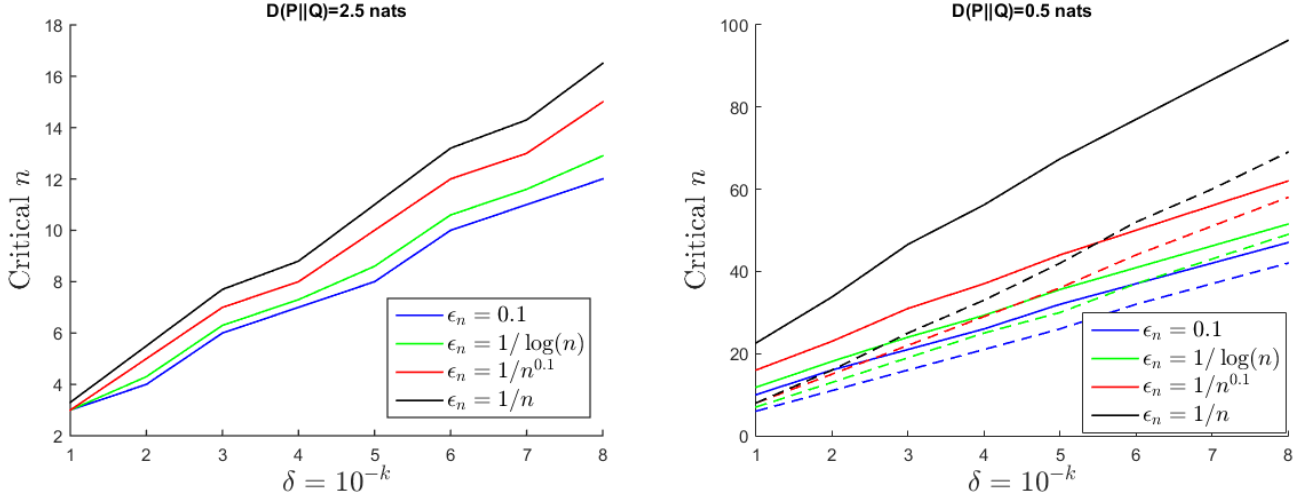 D(P||Q)=2.5 nats
18
16
14
12
10
8
6
4
2
Critical n
1 2 3 4 5 6 7 8
δ = 10^{-k}
ϵ_n = 0.1
ϵ_n = 1/ log(n)
ϵ_n = 1/n^{0.1}
ϵ_n = 1/n
D(P||Q)=0.5 nats
100
80
60
40
20
0
Critical n
1 2 3 4 5 6 7 8
δ = 10^{-k}
ϵ_n = 0.1
ϵ_n = 1/ log(n)
ϵ_n = 1/n^{0.1}
ϵ_n = 1/n